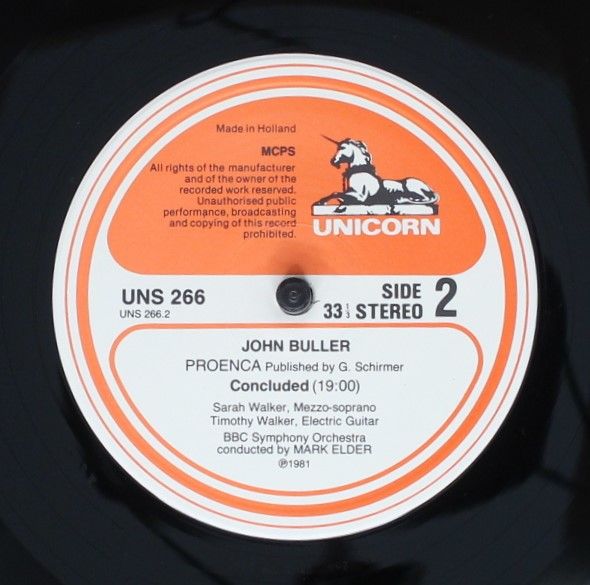 Made in Holland
MCPS
All rights of the manufacturer
and of the owner of the
recorded work reserved.
Unauthorised public
performance, broadcasting
and copying of this record
prohibited.
UNICORN
UNS 266
UNS 266.2
SIDE 2
33⅓ STEREO
JOHN BULLER
PROENCA Published by G. Schirmer
Concluded (19:00)
Sarah Walker, Mezzo-soprano
Timothy Walker, Electric Guitar
BBC Symphony Orchestra
conducted by MARK ELDER
℗1981